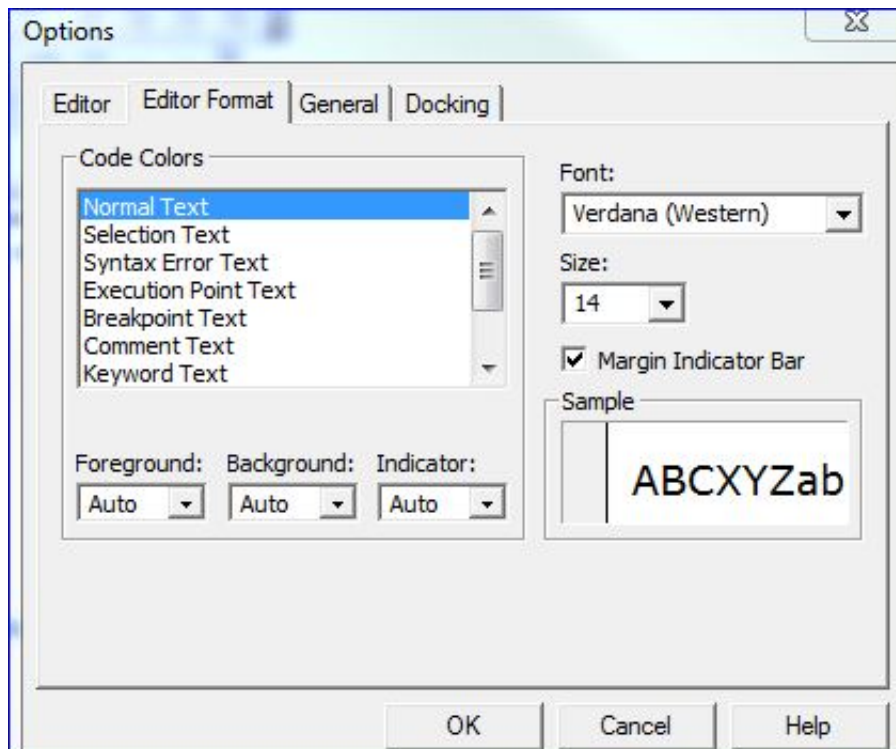 Options
Editor Editor Format General Docking
Code Colors
Normal Text
Selection Text
Syntax Error Text
Execution Point Text
Breakpoint Text
Comment Text
Keyword Text
Foreground: Background: Indicator:
Auto Auto Auto
Font:
Verdana (Western)
Size:
14
Margin Indicator Bar
Sample
ABCXYZab
OK Cancel Help